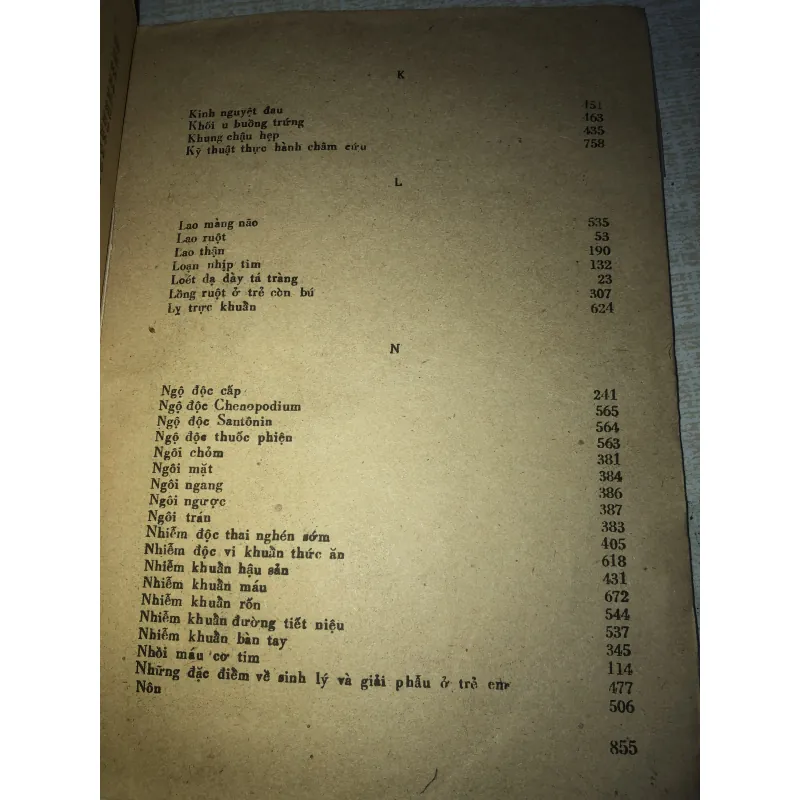 K
Kinh nguyệt đau 451
Khối u buồng trứng 463
Khung chậu hẹp 435
Kỹ thuật thực hành châm cứu 758
L
Lao màng não 535
Lao ruột 53
Lao thận 190
Loạn nhịp tim 132
Loét dạ dày tá tràng 23
Lồng ruột ở trẻ còn bú 307
Lỵ trực khuẩn 624
N
Ngộ độc cấp 241
Ngộ độc Chenopodium 565
Ngộ độc Santônin 564
Ngộ độc thuốc phiện 563
Ngôi chỏm 381
Ngôi mặt 384
Ngôi ngang 386
Ngôi ngược 387
Ngôi trán 383
Nhiễm độc thai nghén sớm 405
Nhiễm độc vi khuẩn thức ăn 618
Nhiễm khuẩn hậu sản 431
Nhiễm khuẩn máu 672
Nhiễm khuẩn rốn 544
Nhiễm khuẩn đường tiết niệu 537
Nhiễm khuẩn bàn tay 345
Nhồi máu cơ tim 114
Những đặc điểm về sinh lý và giải phẫu ở trẻ em 477
Nôn 506
855